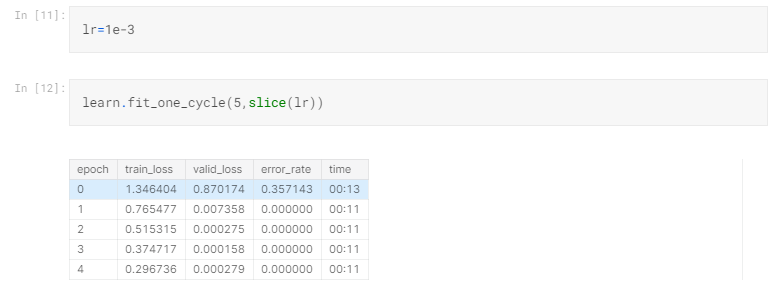 In [11]:
lr=1e-3
In [12]:
learn.fit_one_cycle(5,slice(lr))
epoch train_loss valid_loss error_rate time
0 1.346404 0.870174 0.357143 00:13
1 0.765477 0.007358 0.000000 00:11
2 0.515315 0.000275 0.000000 00:11
3 0.374717 0.000158 0.000000 00:11
4 0.296736 0.000279 0.000000 00:11